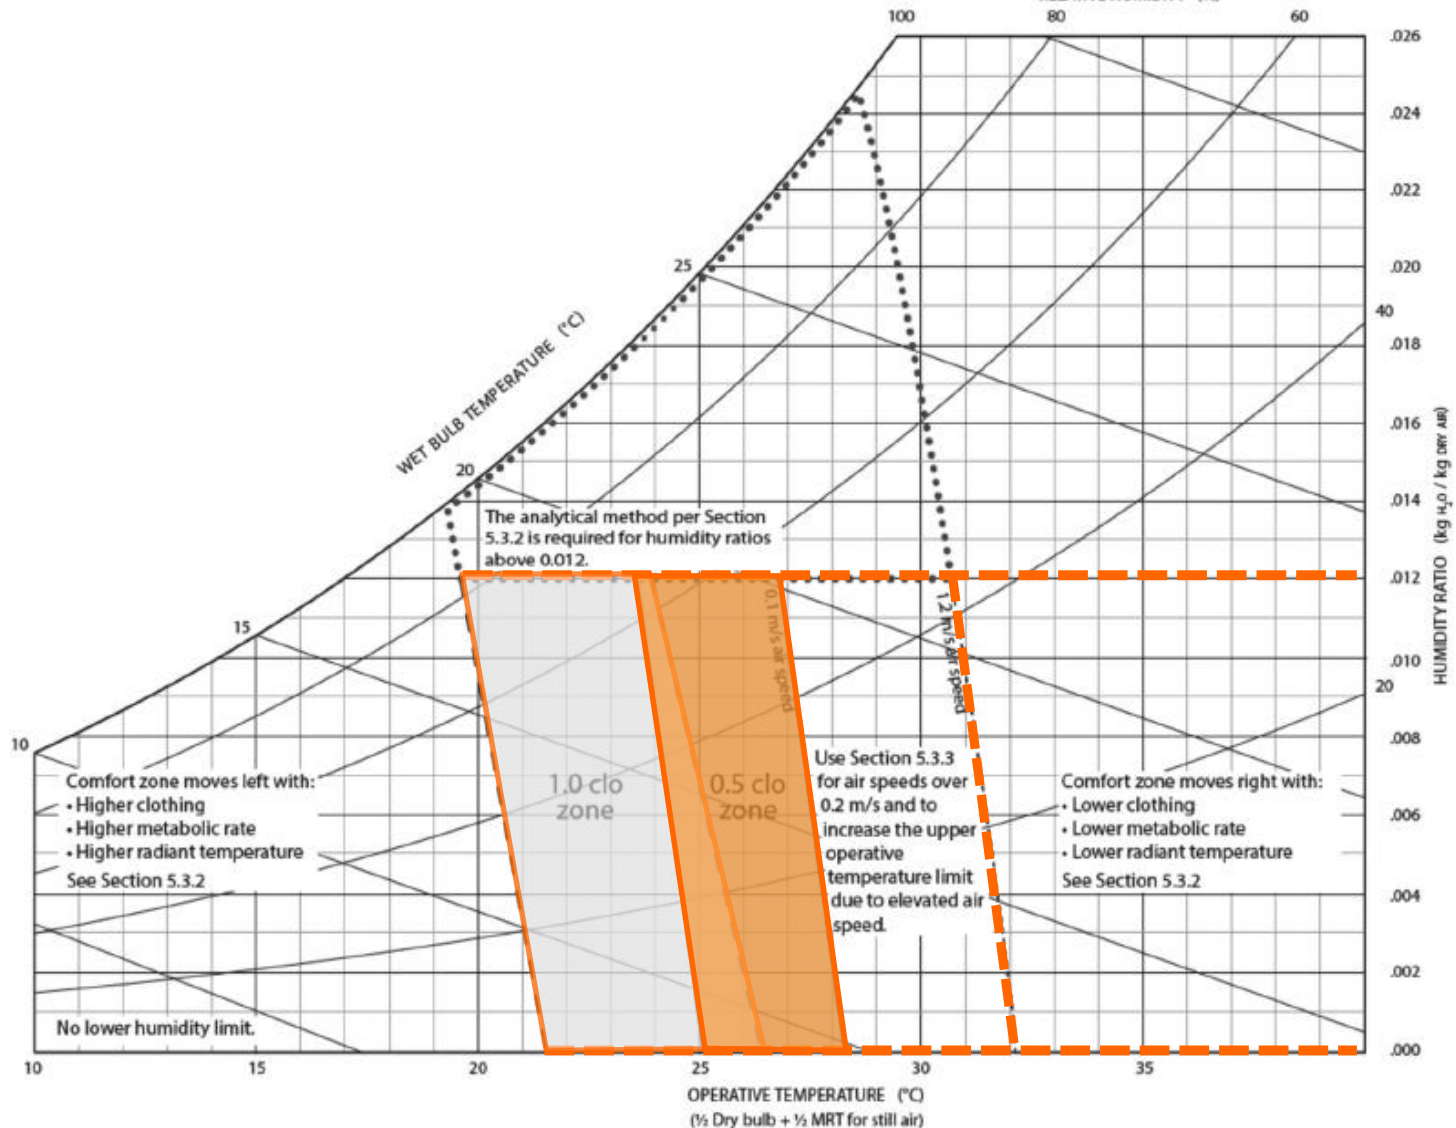 100
80
60
.026
.024
.022
25
.020
40
.018
WET BULB TEMPERATURE (°C)
.016
20
.014
The analytical method per Section
5.3.2 is required for humidity ratios
above 0.012.
.012
HUMIDITY RATIO (kg H₂O / kg DRY AIR)
15
0.1 m/s air speed
1.2 m/s air speed
.010
20
10
.008
Comfort zone moves left with:
• Higher clothing
• Higher metabolic rate
• Higher radiant temperature
See Section 5.3.2
1.0 clo
zone
0.5 clo
zone
Use Section 5.3.3
for air speeds over
0.2 m/s and to
increase the upper
operative
temperature limit
due to elevated air
speed.
Comfort zone moves right with:
• Lower clothing
• Lower metabolic rate
• Lower radiant temperature
See Section 5.3.2
.006
.004
.002
No lower humidity limit.
.000
10
15
20
25
30
35
OPERATIVE TEMPERATURE (°C)
(½ Dry bulb + ½ MRT for still air)